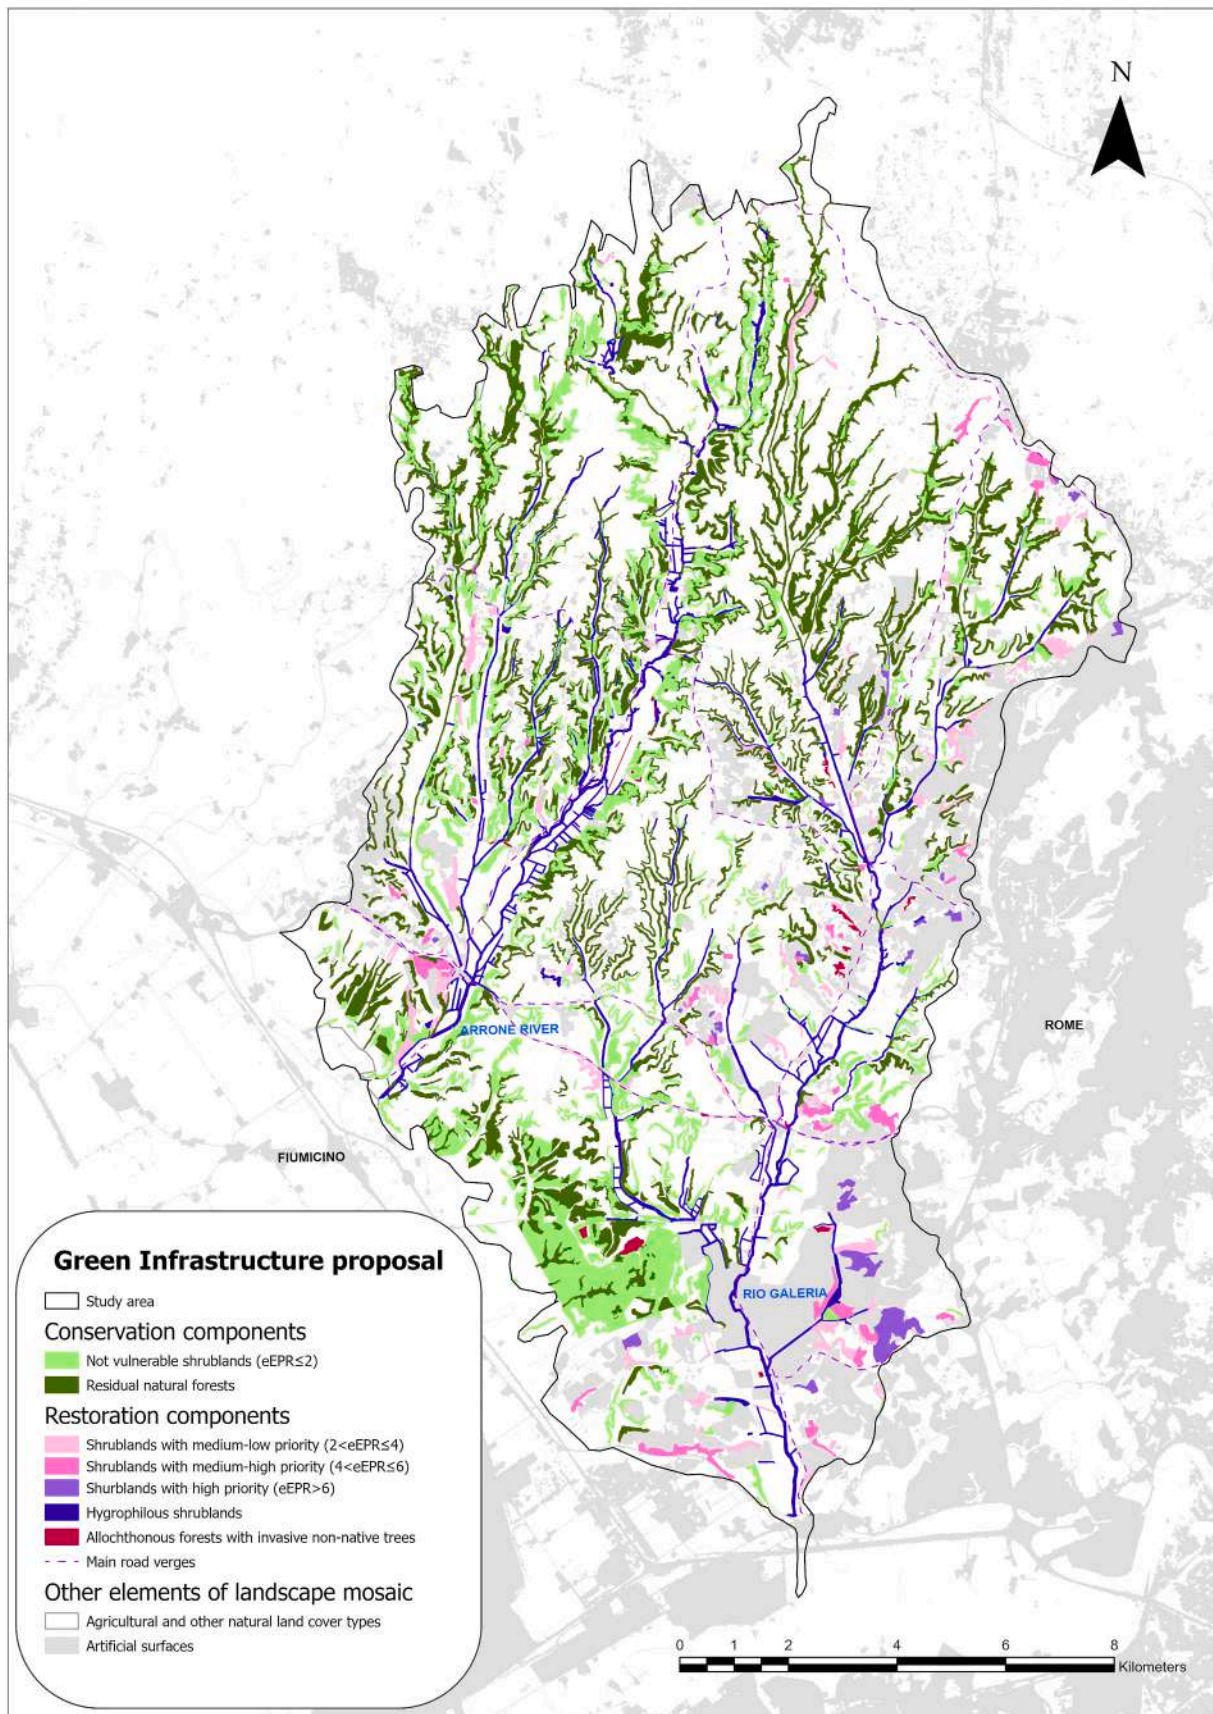 N
ARRONE RIVER
ROME
FIUMICINO
RIO GALERIA
Green Infrastructure proposal
Study area
Conservation components
Not vulnerable shrublands (eEPR≤2)
Residual natural forests
Restoration components
Shrublands with medium-low priority (2<eEPR≤4)
Shrublands with medium-high priority (4<eEPR≤6)
Shurblands with high priority (eEPR>6)
Hygrophilous shrublands
Allochthonous forests with invasive non-native trees
Main road verges
Other elements of landscape mosaic
Agricultural and other natural land cover types
Artificial surfaces
0 1 2 4 6 8
Kilometers